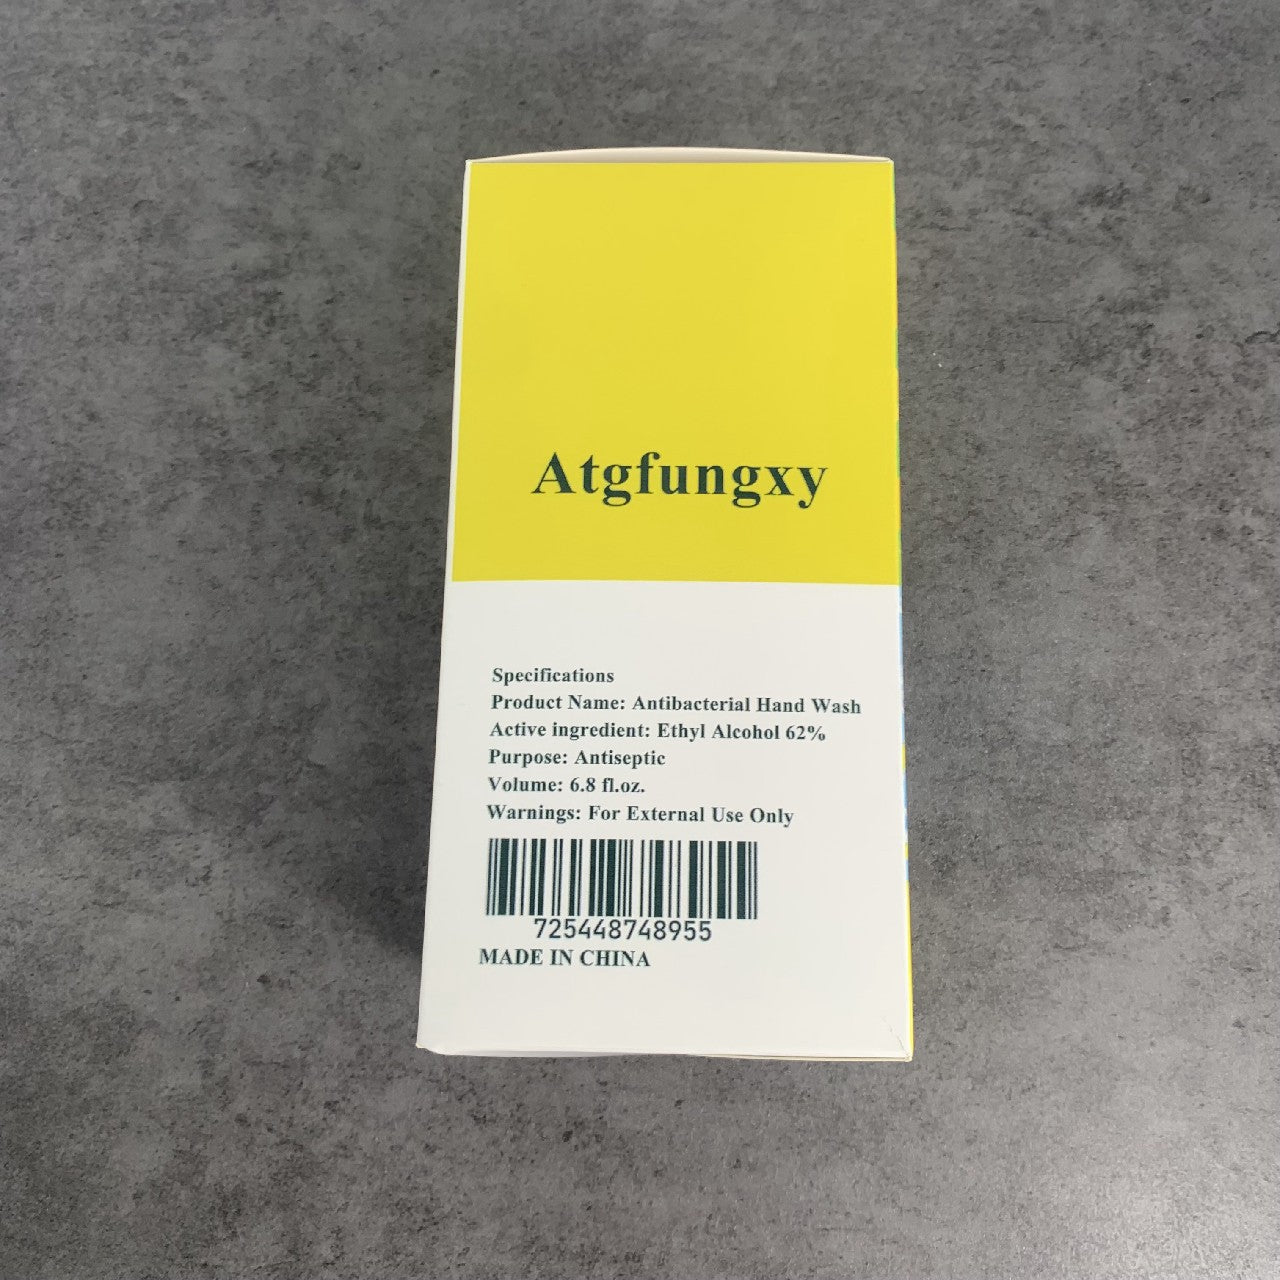 Atgfungxy
Specifications
Product Name: Antibacterial Hand Wash
Active ingredient: Ethyl Alcohol 62%
Purpose: Antiseptic
Volume: 6.8 fl.oz.
Warnings: For External Use Only
725448748955
MADE IN CHINA